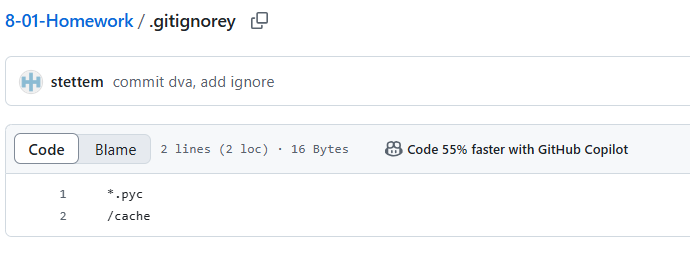 8-01-Homework / .gitignorey
stettem commit dva, add ignore
Code Blame 2 lines (2 loc) · 16 Bytes Code 55% faster with GitHub Copilot
1 *.pyc
2 /cache